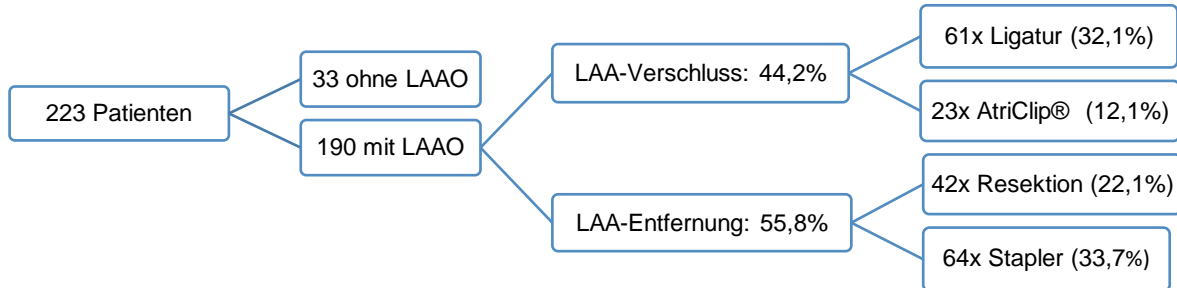 223 Patienten
33 ohne LAAO
190 mit LAAO
LAA-Verschluss: 44,2%
LAA-Entfernung: 55,8%
61x Ligatur (32,1%)
23x AtriClip® (12,1%)
42x Resektion (22,1%)
64x Stapler (33,7%)